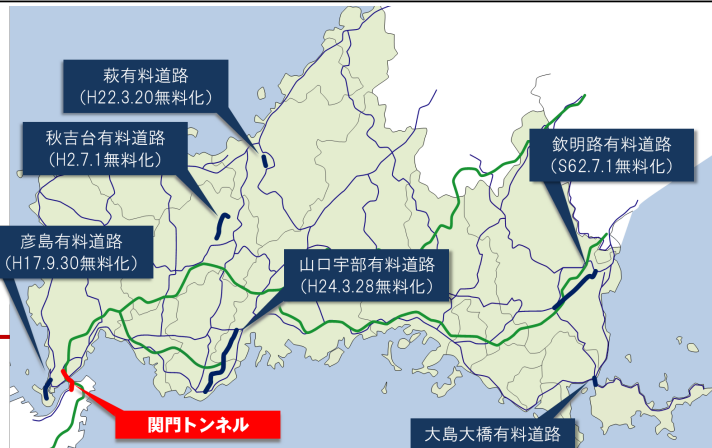 萩有料道路
(H22.3.20無料化)
秋吉台有料道路
(H2.7.1無料化)
欽明路有料道路
(S62.7.1無料化)
彦島有料道路
(H17.9.30無料化)
山口宇部有料道路
(H24.3.28無料化)
関門トンネル
大島大橋有料道路